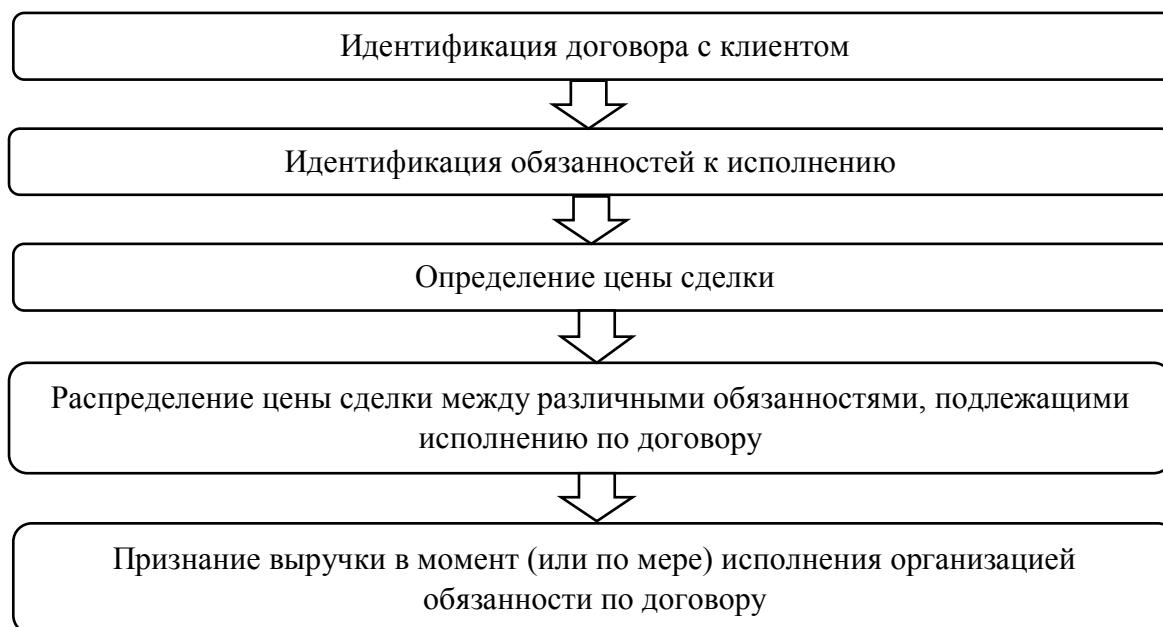 Идентификация договора с клиентом
Идентификация обязанностей к исполнению
Определение цены сделки
Распределение цены сделки между различными обязанностями, подлежащими
исполнению по договору
Признание выручки в момент (или по мере) исполнения организацией
обязанности по договору